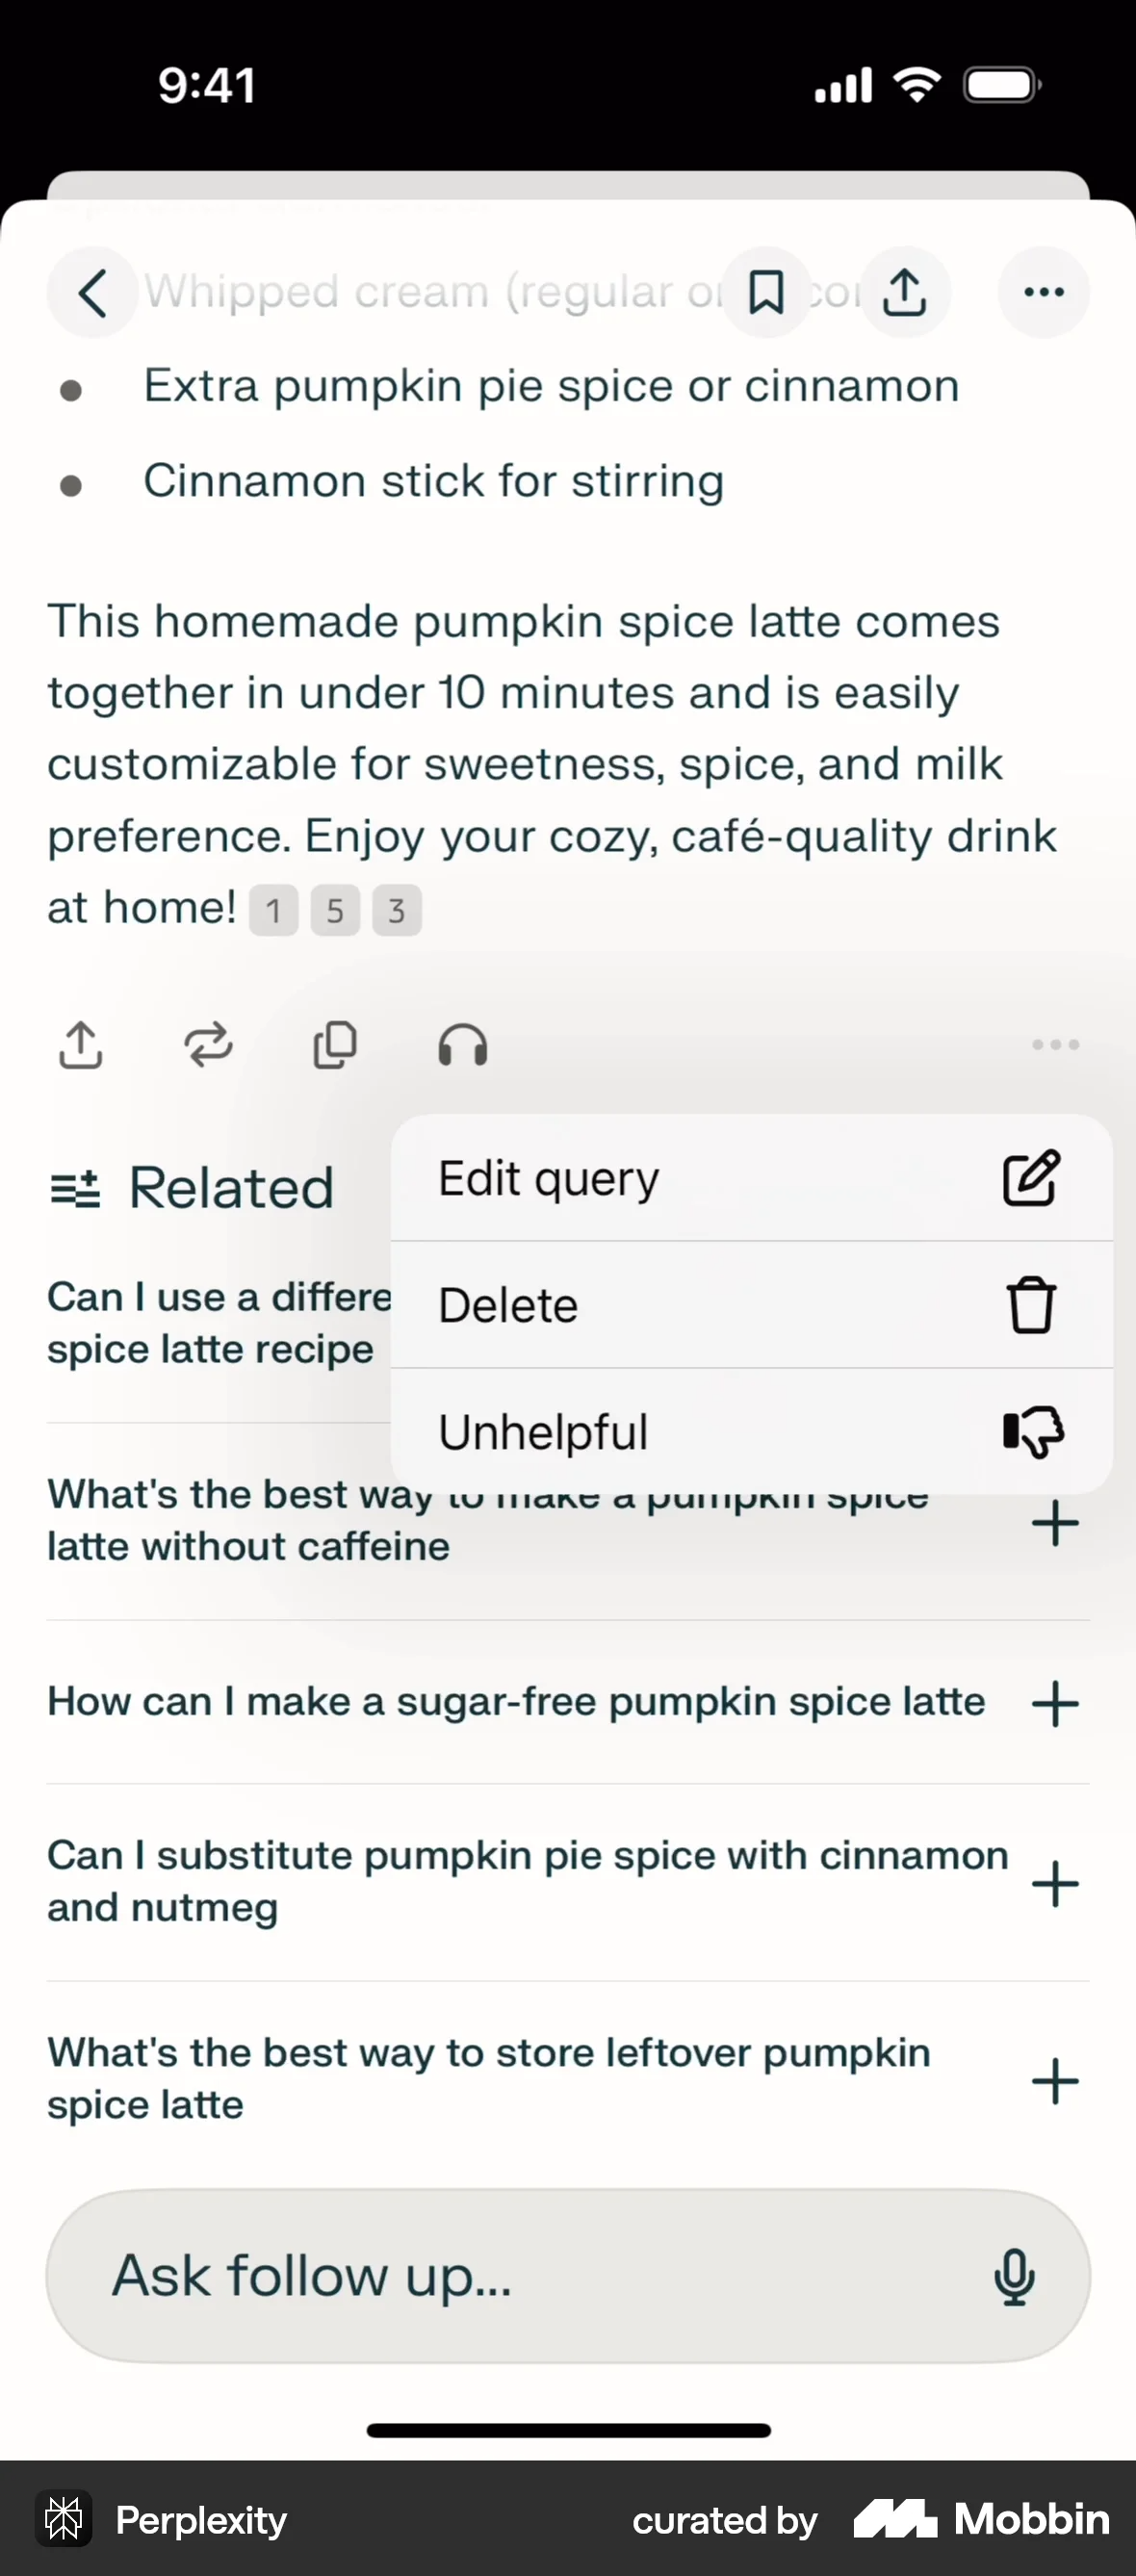 9:41
Whipped cream (regular or
Extra pumpkin pie spice or cinnamon
Cinnamon stick for stirring
This homemade pumpkin spice latte comes
together in under 10 minutes and is easily
customizable for sweetness, spice, and milk
preference. Enjoy your cozy, café-quality drink
at home! 1 5 3
Related
Edit query
Delete
Unhelpful
Can I use a
spice latte recipe
What's the best way to make a pumpkin spice
latte without caffeine
How can I make a sugar-free pumpkin spice latte
Can I substitute pumpkin pie spice with cinnamon
and nutmeg
What's the best way to store leftover pumpkin
spice latte
Ask follow up...
Perplexity
curated by Mobbin